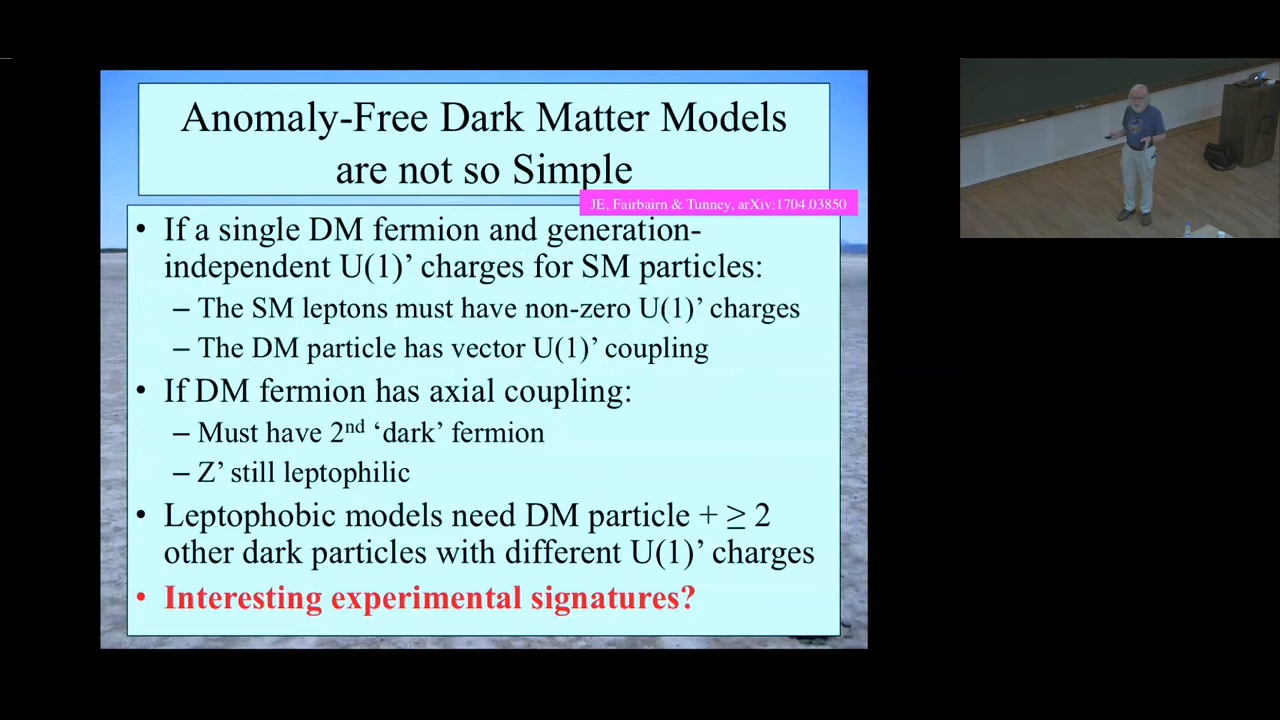 Anomaly-Free Dark Matter Models
are not so Simple
JE, Fairbairn & Tunney, arXiv:1704.03850
• If a single DM fermion and generation-
independent U(1)’ charges for SM particles:
– The SM leptons must have non-zero U(1)’ charges
– The DM particle has vector U(1)’ coupling
• If DM fermion has axial coupling:
– Must have 2nd ‘dark’ fermion
– Z’ still leptophilic
• Leptophobic models need DM particle + ≥ 2
other dark particles with different U(1)’ charges
• Interesting experimental signatures?